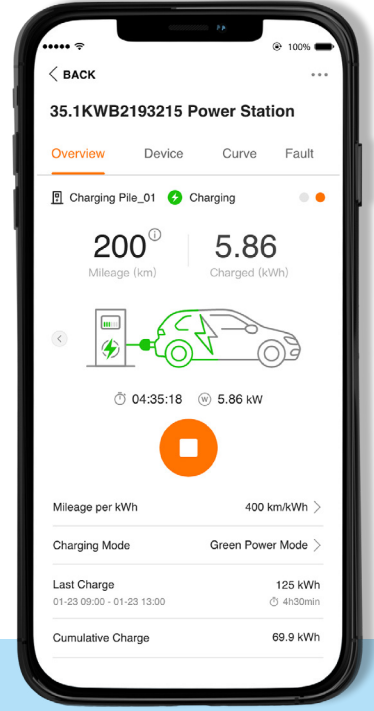 100%
BACK
35.1KWB2193215 Power Station
Overview Device Curve Fault
Charging Pile_01 Charging
200 5.86
Mileage (km) Charged (kWh)
04:35:18 W 5.86 kW
Mileage per kWh 400 km/kWh
Charging Mode Green Power Mode
Last Charge 125 kWh
01-23 09:00 - 01-23 13:00 4h30min
Cumulative Charge 69.9 kWh